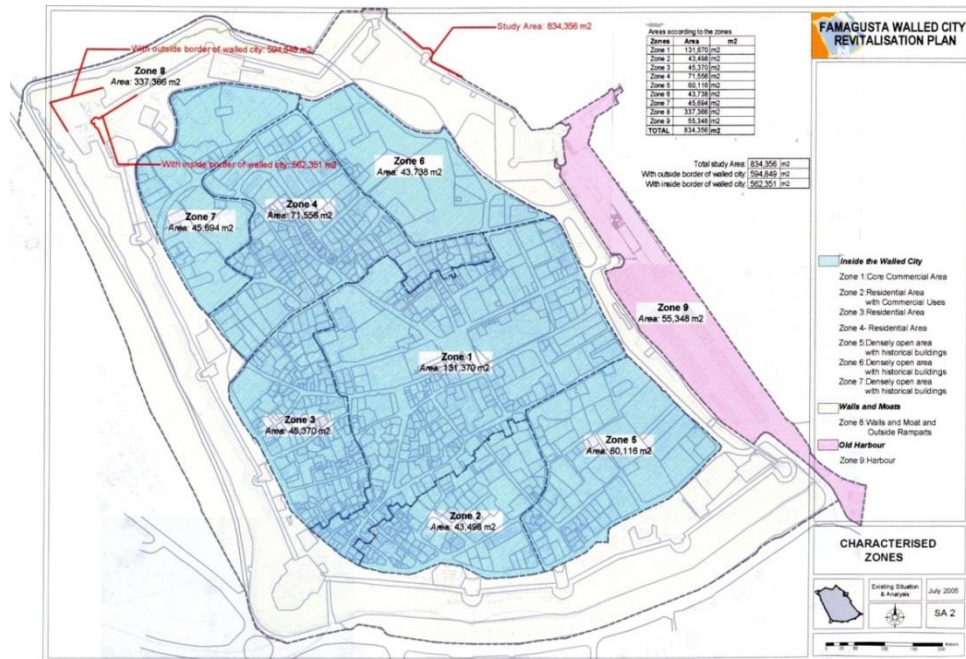 Study Area: 834,356 m2
With outside border of walled city: 594,849 m2
Zone 8
Area: 337,366 m2
With inside border of walled city: 562,351 m2
Zone 6
Area: 43,738 m2
Zone 4
Area: 71,556 m2
Zone 7
Area: 45,694 m2
Zone 9
Area: 55,348 m2
Zone 1
Area: 131,370 m2
Zone 3
Area: 45,370 m2
Zone 5
Area: 60,116 m2
Zone 2
Area: 43,498 m2
Areas according to the zones
Zones Area m2
Zone 1 131,670 m2
Zone 2 43,498 m2
Zone 3 45,370 m2
Zone 4 71,556 m2
Zone 5 60,116 m2
Zone 6 43,738 m2
Zone 7 45,694 m2
Zone 8 337,366 m2
Zone 9 55,348 m2
TOTAL 834,356 m2
Total study Area: 834,356 m2
With outside border of walled city: 594,849 m2
With inside border of walled city: 562,351 m2
FAMAGUSTA WALLED CITY
REVITALISATION PLAN
Inside the Walled City
Zone 1:Core Commercial Area
Zone 2:Residential Area
with Commercial Uses
Zone 3:Residential Area
Zone 4- Residential Area
Zone 5:Densely open area
with historical buildings
Zone 6:Densely open area
with historical buildings
Zone 7:Densely open area
with historical buildings
Walls and Moats
Zone 8:Walls and Moat and
Outside Ramparts
Old Harbour
Zone 9:Harbour
CHARACTERISED
ZONES
Existing Situation
& Analysis
July 2005
SA 2